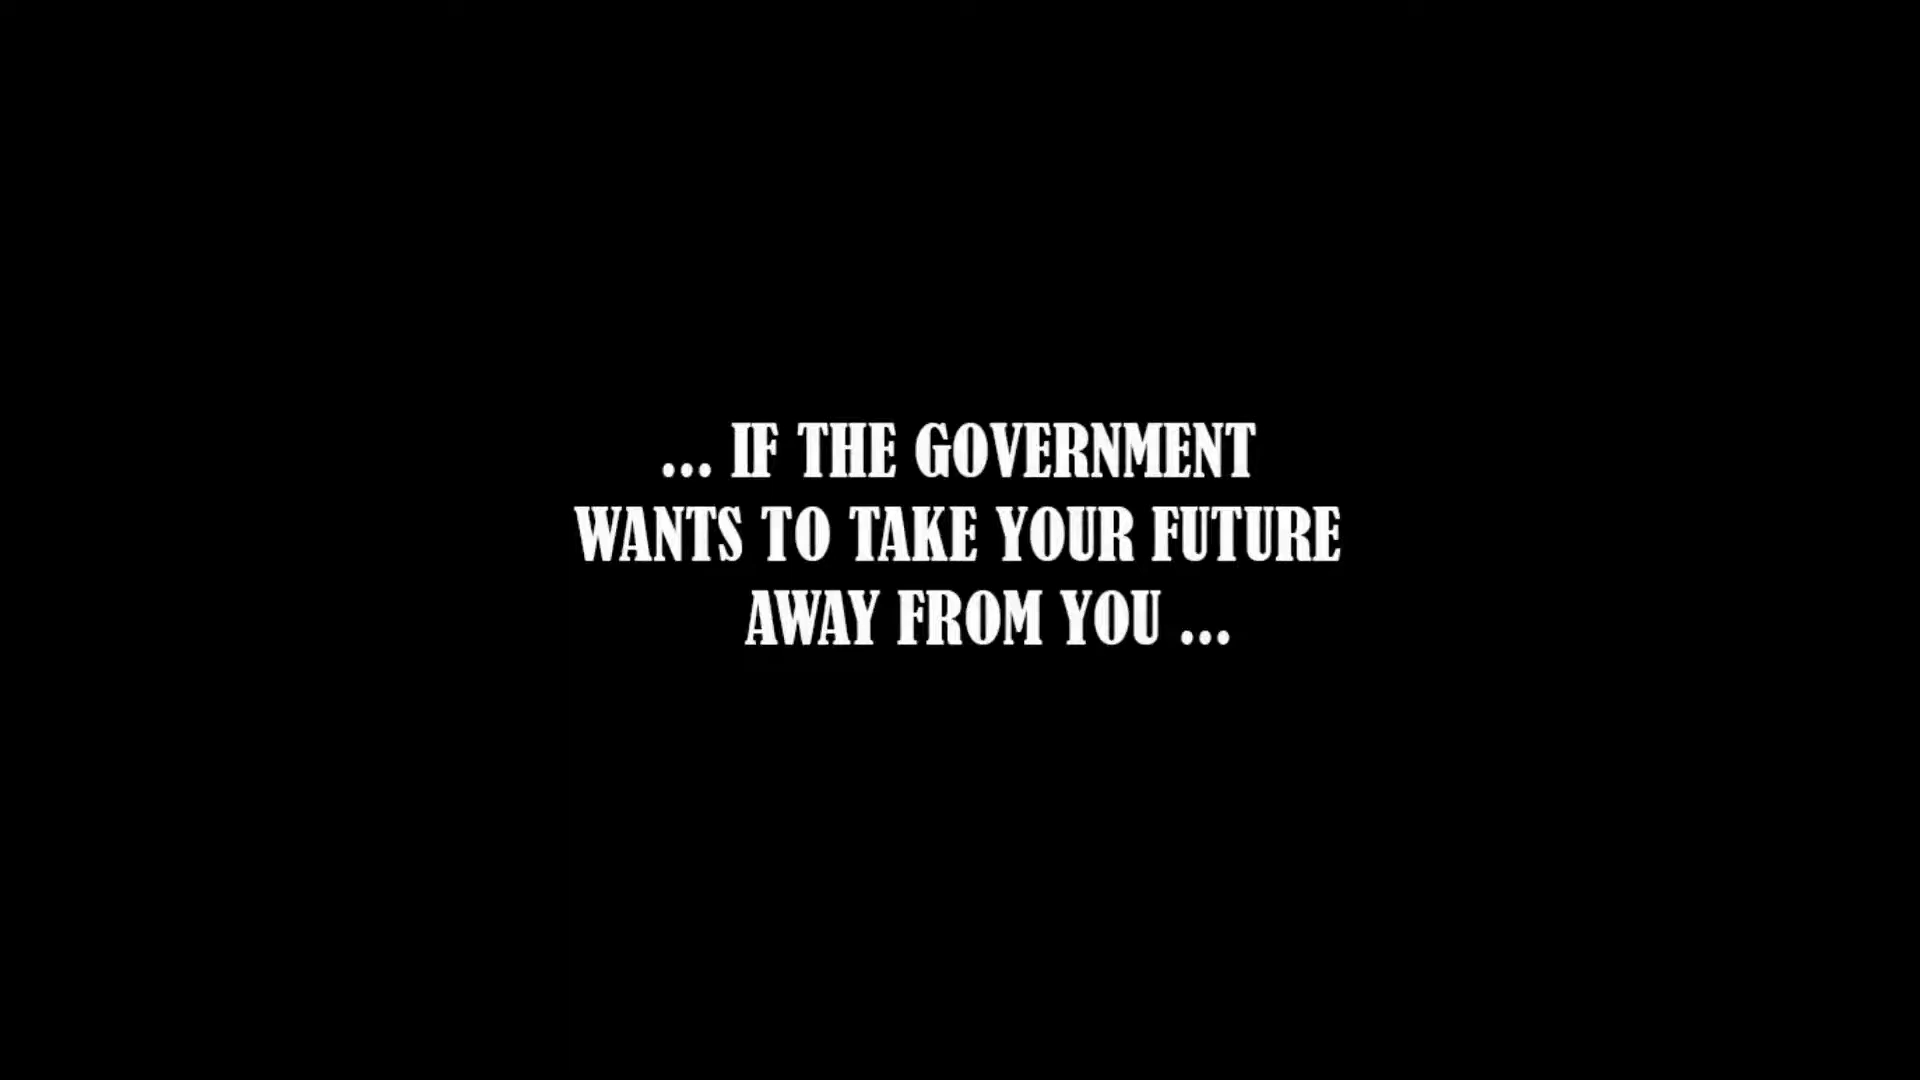 ... IF THE GOVERNMENT
WANTS TO TAKE YOUR FUTURE
AWAY FROM YOU ...